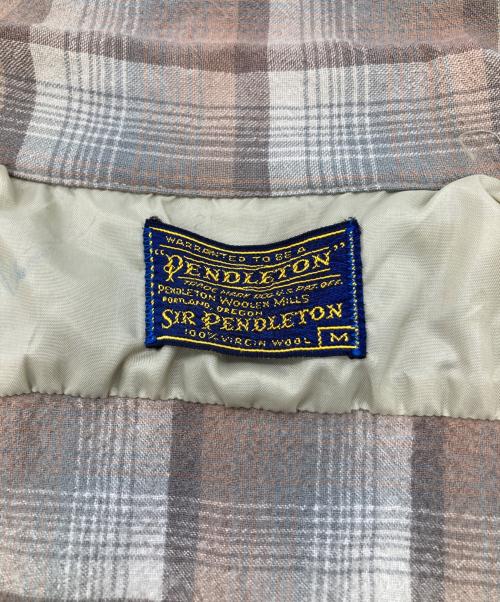 WARRANTED TO BE A
"PENDLETON"
TRADE MARK REG. U.S. PAT. OFF.
PENDLETON WOOLEN MILLS
PORTLAND, OREGON
SIR PENDLETON
100% VIRGIN WOOL M